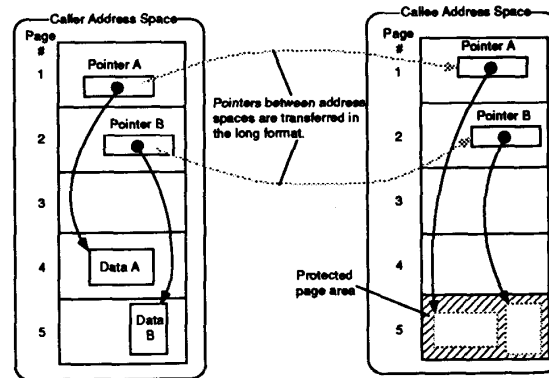 Caller Address Space
Page
#
1
Pointer A
2
Pointer B
3
4
Data A
5
Data
B
Pointers between address
spaces are transferred in
the long format.
Protected
page area
Callee Address Space
Page
#
1
Pointer A
2
Pointer B
3
4
5